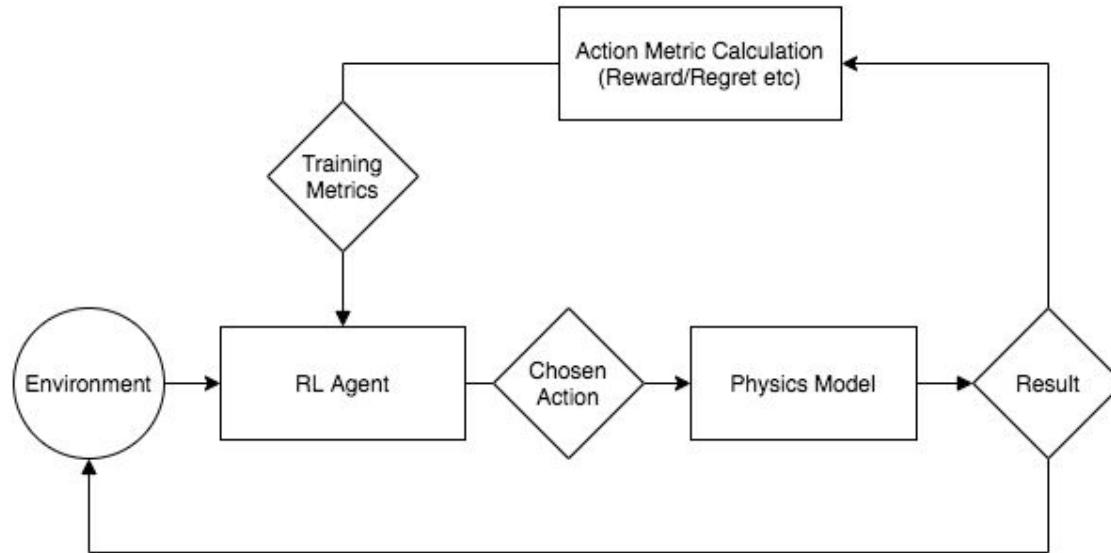 Action Metric Calculation
(Reward/Regret etc)
Training
Metrics
Environment
RL Agent
Chosen
Action
Physics Model
Result